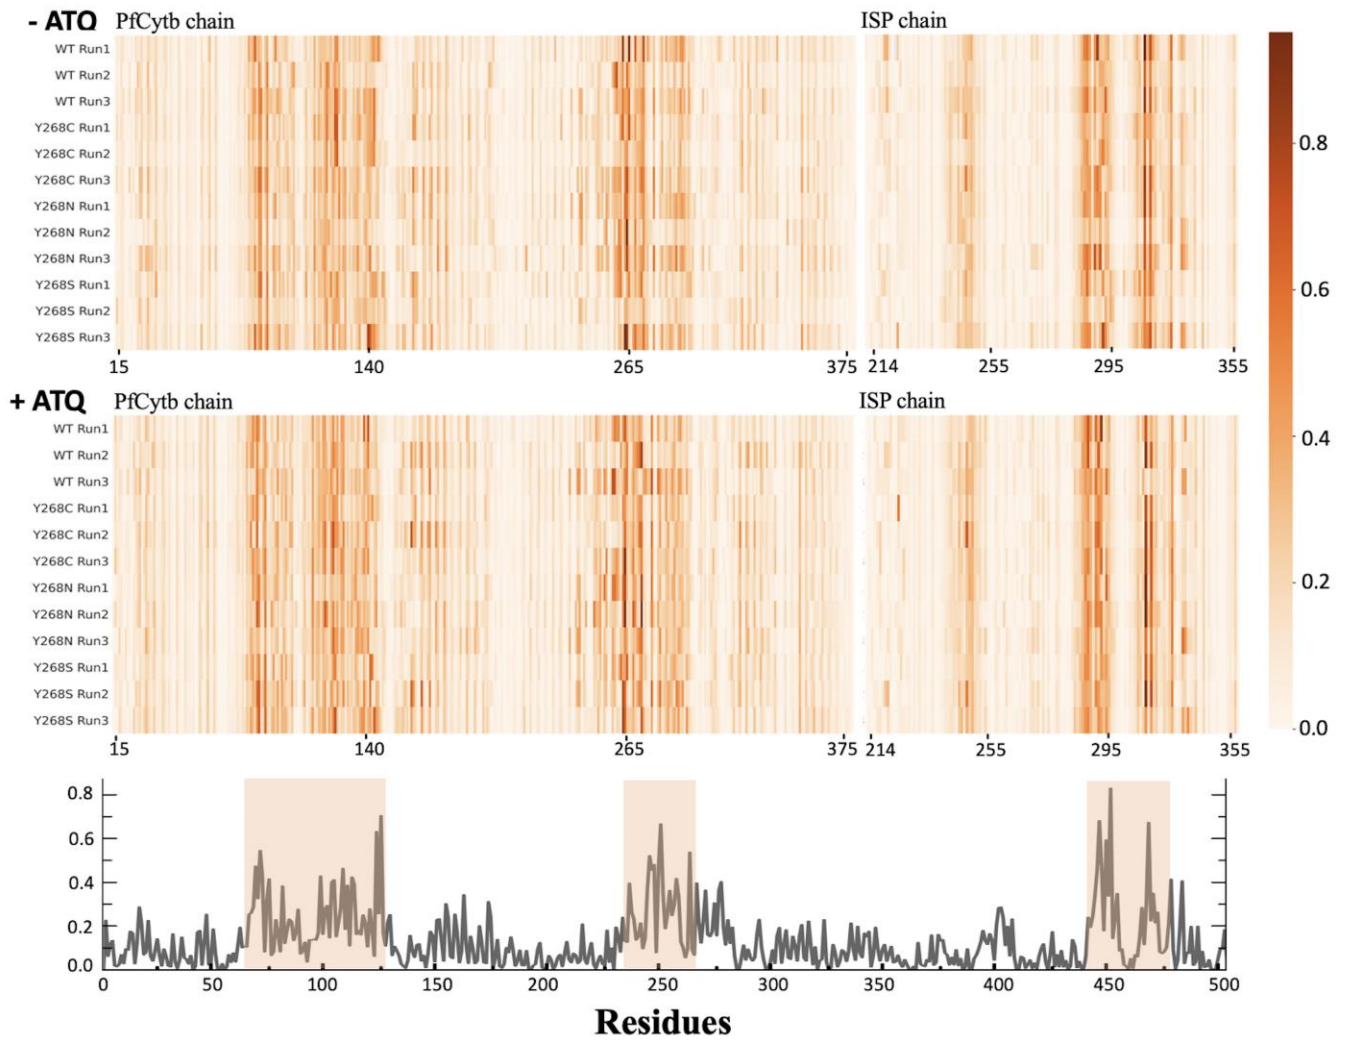 - ATQ PfCytb chain ISP chain
WT Run1
WT Run2
WT Run3
Y268C Run1
Y268C Run2
Y268C Run3
Y268N Run1
Y268N Run2
Y268N Run3
Y268S Run1
Y268S Run2
Y268S Run3
15 140 265 375 214 255 295 355
0.8
0.6
0.4
0.2
0.0
+ ATQ PfCytb chain ISP chain
WT Run1
WT Run2
WT Run3
Y268C Run1
Y268C Run2
Y268C Run3
Y268N Run1
Y268N Run2
Y268N Run3
Y268S Run1
Y268S Run2
Y268S Run3
15 140 265 375 214 255 295 355
0.8
0.6
0.4
0.2
0.0
0 50 100 150 200 250 300 350 400 450 500
Residues